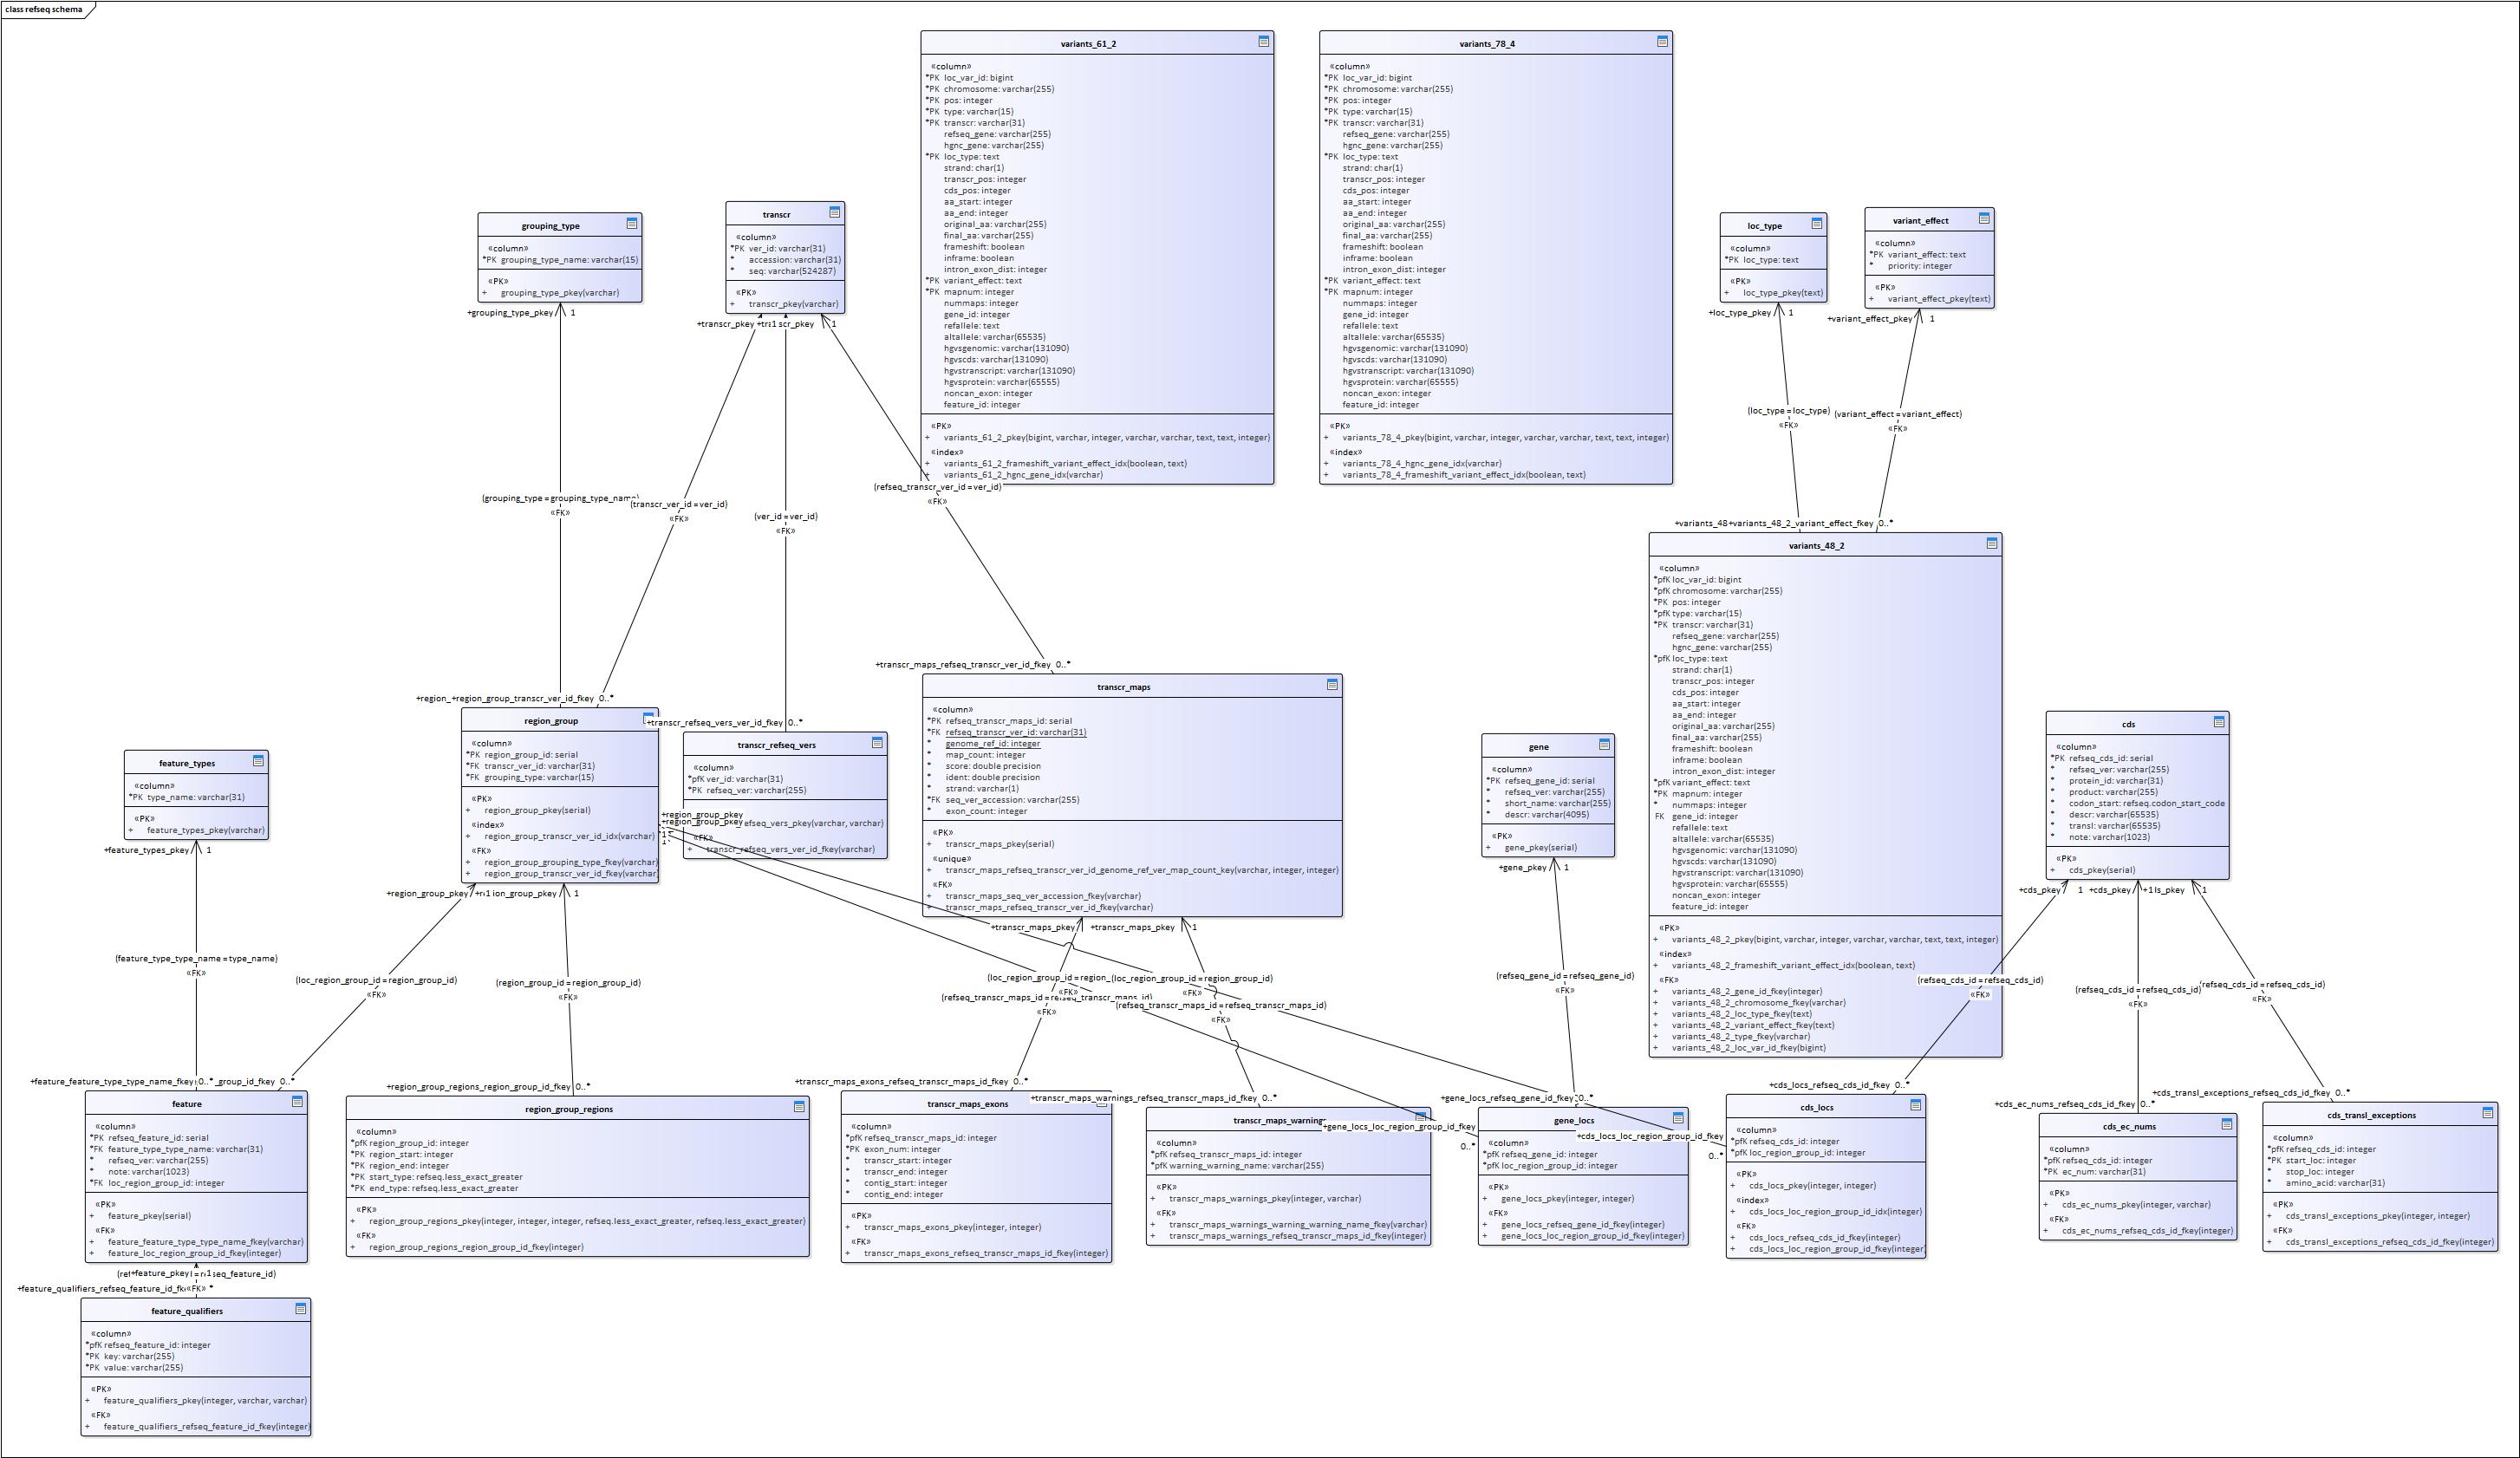 class refseq schema
variants_61_2
«column»
*PK loc_var_id: bigint
*PK chromosome: varchar(255)
*PK pos: integer
*PK type: varchar(15)
*PK transcr: varchar(31)
refseq_gene: varchar(255)
hgnc_gene: varchar(255)
*PK loc_type: text
strand: char(1)
transcr_pos: integer
cds_pos: integer
aa_start: integer
aa_end: integer
original_aa: varchar(255)
final_aa: varchar(255)
frameshift: boolean
inframe: boolean
intron_exon_dist: integer
*PK variant_effect: text
*PK mapnum: integer
nummaps: integer
gene_id: integer
refallele: text
altallele: varchar(65535)
hgvsgenomic: varchar(131090)
hgvscds: varchar(131090)
hgvstranscript: varchar(131090)
hgvsprotein: varchar(65555)
noncan_exon: integer
feature_id: integer
«PK»
+ variants_61_2_pkey(bigint, varchar, integer, varchar, varchar, text, text, integer)
«index»
+ variants_61_2_frameshift_variant_effect_idx(boolean, text)
+ variants_61_2_hgnc_gene_idx(varchar)
variants_78_4
«column»
*PK loc_var_id: bigint
*PK chromosome: varchar(255)
*PK pos: integer
*PK type: varchar(15)
*PK transcr: varchar(31)
refseq_gene: varchar(255)
hgnc_gene: varchar(255)
*PK loc_type: text
strand: char(1)
transcr_pos: integer
cds_pos: integer
aa_start: integer
aa_end: integer
original_aa: varchar(255)
final_aa: varchar(255)
frameshift: boolean
inframe: boolean
intron_exon_dist: integer
*PK variant_effect: text
*PK mapnum: integer
nummaps: integer
gene_id: integer
refallele: text
altallele: varchar(65535)
hgvsgenomic: varchar(131090)
hgvscds: varchar(131090)
hgvstranscript: varchar(131090)
hgvsprotein: varchar(65555)
noncan_exon: integer
feature_id: integer
«PK»
+ variants_78_4_pkey(bigint, varchar, integer, varchar, varchar, text, text, integer)
«index»
+ variants_78_4_hgnc_gene_idx(varchar)
+ variants_78_4_frameshift_variant_effect_idx(boolean, text)
grouping_type
«column»
*PK grouping_type_name: varchar(15)
«PK»
+ grouping_type_pkey(varchar)
+grouping_type_pkey 1
transcr
«column»
*PK ver_id: varchar(31)
* accession: varchar(31)
* seq: varchar(524287)
«PK»
+ transcr_pkey(varchar)
+transcr_pkey 1 1
loc_type
«column»
*PK loc_type: text
«PK»
+ loc_type_pkey(text)
+loc_type_pkey 1
variant_effect
«column»
*PK variant_effect: text
* priority: integer
«PK»
+ variant_effect_pkey(text)
+variant_effect_pkey 1
(loc_type = loc_type)
«FK»
(variant_effect = variant_effect)
«FK»
(grouping_type = grouping_type_name)
«FK»
(transcr_ver_id = ver_id)
«FK»
(ver_id = ver_id)
«FK»
(refseq_transcr_ver_id = ver_id)
«FK»
+variants_48+variants_48_2_variant_effect_fkey 0..*
variants_48_2
«column»
*pfK loc_var_id: bigint
*pfK chromosome: varchar(255)
*PK pos: integer
*pfK type: varchar(15)
*PK transcr: varchar(31)
refseq_gene: varchar(255)
hgnc_gene: varchar(255)
*pfK loc_type: text
strand: char(1)
transcr_pos: integer
cds_pos: integer
aa_start: integer
aa_end: integer
original_aa: varchar(255)
final_aa: varchar(255)
frameshift: boolean
inframe: boolean
intron_exon_dist: integer
*pfK variant_effect: text
*PK mapnum: integer
* nummaps: integer
FK gene_id: integer
refallele: text
altallele: varchar(65535)
hgvsgenomic: varchar(131090)
hgvscds: varchar(131090)
hgvstranscript: varchar(131090)
hgvsprotein: varchar(65555)
noncan_exon: integer
feature_id: integer
«PK»
+ variants_48_2_pkey(bigint, varchar, integer, varchar, varchar, text, text, integer)
«index»
+ variants_48_2_frameshift_variant_effect_idx(boolean, text)
«FK»
+ variants_48_2_gene_id_fkey(integer)
+ variants_48_2_chromosome_fkey(varchar)
+ variants_48_2_loc_type_fkey(text)
+ variants_48_2_variant_effect_fkey(text)
+ variants_48_2_type_fkey(varchar)
+ variants_48_2_loc_var_id_fkey(bigint)
+region_+region_group_transcr_ver_id_fkey 0..*
region_group
«column»
*PK region_group_id: serial
*FK transcr_ver_id: varchar(31)
*FK grouping_type: varchar(15)
«PK»
+ region_group_pkey(serial)
«index»
+ region_group_transcr_ver_id_idx(varchar)
«FK»
+ region_group_grouping_type_fkey(varchar)
+ region_group_transcr_ver_id_fkey(varchar)
+transcr_refseq_vers_ver_id_fkey 0..*
transcr_refseq_vers
«column»
*pfK ver_id: varchar(31)
*PK refseq_ver: varchar(255)
+region_group_pkey
+region_group_pkey
efseq_vers_pkey(varchar, varchar)
«FK»
+ transcr_refseq_vers_ver_id_fkey(varchar)
+transcr_maps_refseq_transcr_ver_id_fkey 0..*
transcr_maps
«column»
*PK refseq_transcr_maps_id: serial
*FK refseq_transcr_ver_id: varchar(31)
* genome_ref_id: integer
* map_count: integer
* score: double precision
* ident: double precision
* strand: varchar(1)
*FK seq_ver_accession: varchar(255)
* exon_count: integer
«PK»
+ transcr_maps_pkey(serial)
«unique»
+ transcr_maps_refseq_transcr_ver_id_genome_ref_ver_map_count_key(varchar, integer, integer)
«FK»
+ transcr_maps_seq_ver_accession_fkey(varchar)
+ transcr_maps_refseq_transcr_ver_id_fkey(varchar)
+transcr_maps_pkey +transcr_maps_pkey 1
gene
«column»
*PK refseq_gene_id: serial
* refseq_ver: varchar(255)
* short_name: varchar(255)
* descr: varchar(4095)
«PK»
+ gene_pkey(serial)
+gene_pkey 1
cds
«column»
*PK refseq_cds_id: serial
* refseq_ver: varchar(255)
* protein_id: varchar(31)
* product: varchar(255)
* codon_start: refseq.codon_start_code
* descr: varchar(65535)
* transl: varchar(65535)
* note: varchar(1023)
«PK»
+ cds_pkey(serial)
+cds_pkey 1 +cds_pkey +1 ls_pkey 1
feature_types
«column»
*PK type_name: varchar(31)
«PK»
+ feature_types_pkey(varchar)
+feature_types_pkey 1
+region_group_pkey 1 ion_group_pkey 1
(feature_type_type_name = type_name)
«FK»
(loc_region_group_id = region_group_id)
«FK»
(region_group_id = region_group_id)
«FK»
(loc_region_group_id = region_(loc_region_group_id = region_group_id)
«FK» «FK»
(refseq_transcr_maps_id = refseq_transcr_maps_id)
«FK»
(refseq_transcr_maps_id = refseq_transcr_maps_id)
«FK»
(refseq_gene_id = refseq_gene_id)
«FK»
(refseq_cds_id = refseq_cds_id)
«FK»
(refseq_cds_id = refseq_cds_id)
«FK»
(refseq_cds_id = refseq_cds_id)
«FK»
+feature_feature_type_type_name_fkey 0..* _group_id_fkey 0..*
feature
«column»
*PK refseq_feature_id: serial
*FK feature_type_type_name: varchar(31)
* refseq_ver: varchar(255)
* note: varchar(1023)
*FK loc_region_group_id: integer
«PK»
+ feature_pkey(serial)
«FK»
+ feature_feature_type_type_name_fkey(varchar)
+ feature_loc_region_group_id_fkey(integer)
+region_group_regions_region_group_id_fkey 0..*
region_group_regions
«column»
*pfK region_group_id: integer
*PK region_start: integer
*PK region_end: integer
*PK start_type: refseq.less_exact_greater
*PK end_type: refseq.less_exact_greater
«PK»
+ region_group_regions_pkey(integer, integer, integer, refseq.less_exact_greater, refseq.less_exact_greater)
«FK»
+ region_group_regions_region_group_id_fkey(integer)
+transcr_maps_exons_refseq_transcr_maps_id_fkey 0..*
transcr_maps_exons
«column»
*pfK refseq_transcr_maps_id: integer
*PK exon_num: integer
* transcr_start: integer
* transcr_end: integer
* contig_start: integer
* contig_end: integer
«PK»
+ transcr_maps_exons_pkey(integer, integer)
«FK»
+ transcr_maps_exons_refseq_transcr_maps_id_fkey(integer)
+transcr_maps_warnings_refseq_transcr_maps_id_fkey 0..*
transcr_maps_warnings
«column»
*pfK refseq_transcr_maps_id: integer
*pfK warning_warning_name: varchar(255)
«PK»
+ transcr_maps_warnings_pkey(integer, varchar)
«FK»
+ transcr_maps_warnings_warning_warning_name_fkey(varchar)
+ transcr_maps_warnings_refseq_transcr_maps_id_fkey(integer)
+gene_locs_refseq_gene_id_fkey 0..*
+gene_locs_loc_region_group_id_fkey
0..*
gene_locs
«column»
*pfK refseq_gene_id: integer
*pfK loc_region_group_id: integer
«PK»
+ gene_locs_pkey(integer, integer)
«FK»
+ gene_locs_refseq_gene_id_fkey(integer)
+ gene_locs_loc_region_group_id_fkey(integer)
+cds_locs_refseq_cds_id_fkey 0..*
+cds_locs_loc_region_group_id_fkey
0..*
cds_locs
«column»
*pfK refseq_cds_id: integer
*pfK loc_region_group_id: integer
«PK»
+ cds_locs_pkey(integer, integer)
«index»
+ cds_locs_loc_region_group_id_idx(integer)
«FK»
+ cds_locs_refseq_cds_id_fkey(integer)
+ cds_locs_loc_region_group_id_fkey(integer)
+cds_ec_nums_refseq_cds_id_fkey 0..*
cds_ec_nums
«column»
*pfK refseq_cds_id: integer
*PK ec_num: varchar(31)
«PK»
+ cds_ec_nums_pkey(integer, varchar)
«FK»
+ cds_ec_nums_refseq_cds_id_fkey(integer)
+cds_transl_exceptions_refseq_cds_id_fkey 0..*
cds_transl_exceptions
«column»
*pfK refseq_cds_id: integer
*PK start_loc: integer
* stop_loc: integer
* amino_acid: varchar(31)
«PK»
+ cds_transl_exceptions_pkey(integer, integer)
«FK»
+ cds_transl_exceptions_refseq_cds_id_fkey(integer)
+feature_pkey 1 seq_feature_id)
+feature_qualifiers_refseq_feature_id_fk «FK» *
feature_qualifiers
«column»
*pfK refseq_feature_id: integer
*PK key: varchar(255)
*PK value: varchar(255)
«PK»
+ feature_qualifiers_pkey(integer, varchar, varchar)
«FK»
+ feature_qualifiers_refseq_feature_id_fkey(integer)